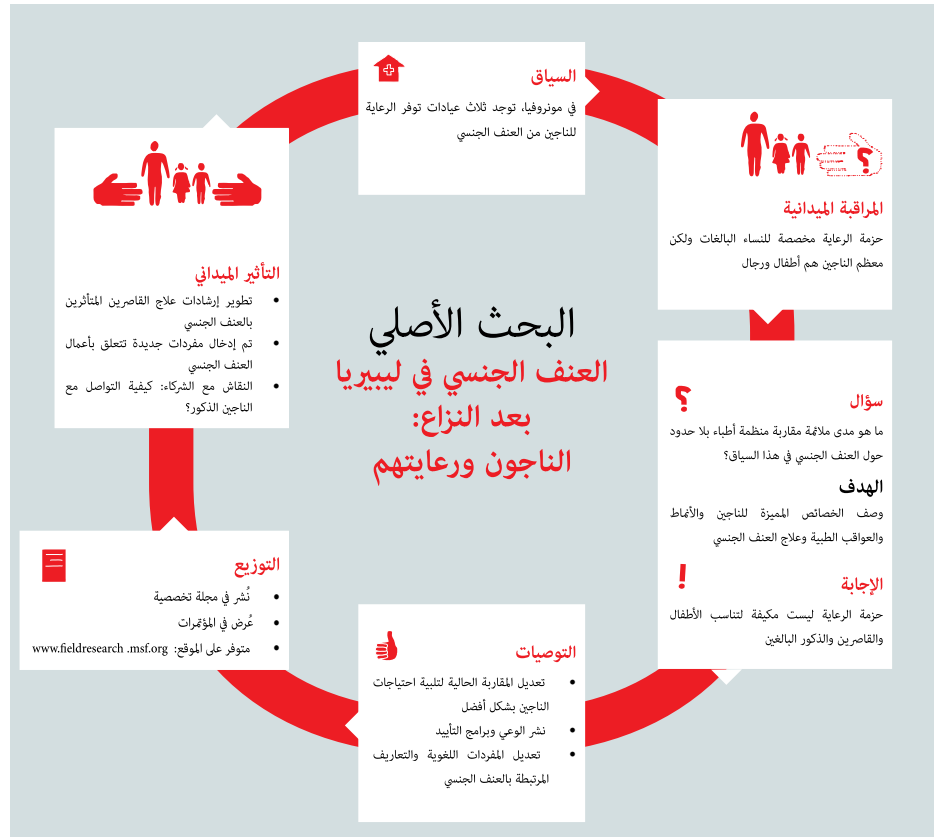 البحث الأصلي
العنف الجنسي في ليبيريا
بعد النزاع:
الناجون ورعايتهم
السياق
في مونروفيا، توجد ثلاث عيادات توفر الرعاية
للناجين من العنف الجنسي
؟
المراقبة الميدانية
حزمة الرعاية مخصصة للنساء البالغات ولكن
معظم الناجين هم أطفال ورجال
؟
سؤال
ما هو مدى ملائمة مقاربة منظمة أطباء بلا حدود
حول العنف الجنسي في هذا السياق؟
الهدف
وصف الخصائص المميزة للناجين والأنماط
والعواقب الطبية وعلاج العنف الجنسي
!
الإجابة
حزمة الرعاية ليست مكيفة لتناسب الأطفال
والقاصرين والذكور البالغين
التوصيات
• تعديل المقاربة الحالية لتلبية احتياجات
الناجين بشكل أفضل
• نشر الوعي وبرامج التأييد
• تعديل المفردات اللغوية والتعاريف
المرتبطة بالعنف الجنسي
التوزيع
• نُشر في مجلة تخصصية
• عُرض في المؤتمرات
• متوفر على الموقع: www.fieldresearch .msf.org
التأثير الميداني
• تطوير إرشادات علاج القاصرين المتأثرين
بالعنف الجنسي
• تم إدخال مفردات جديدة تتعلق بأعمال
العنف الجنسي
• النقاش مع الشركاء: كيفية التواصل مع
الناجين الذكور؟